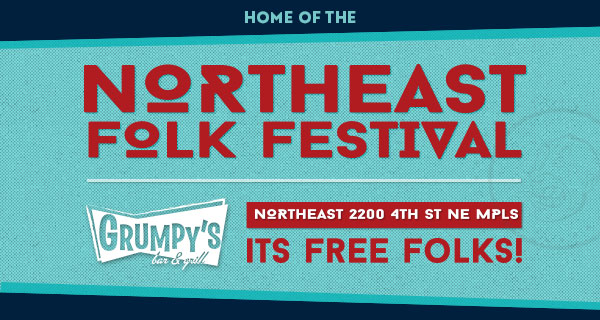 HOME OF THE
NORTHEAST
FOLK FESTIVAL
GRUMPY'S
bar & grill
NORTHEAST 2200 4TH ST NE MPLS
ITS FREE FOLKS!